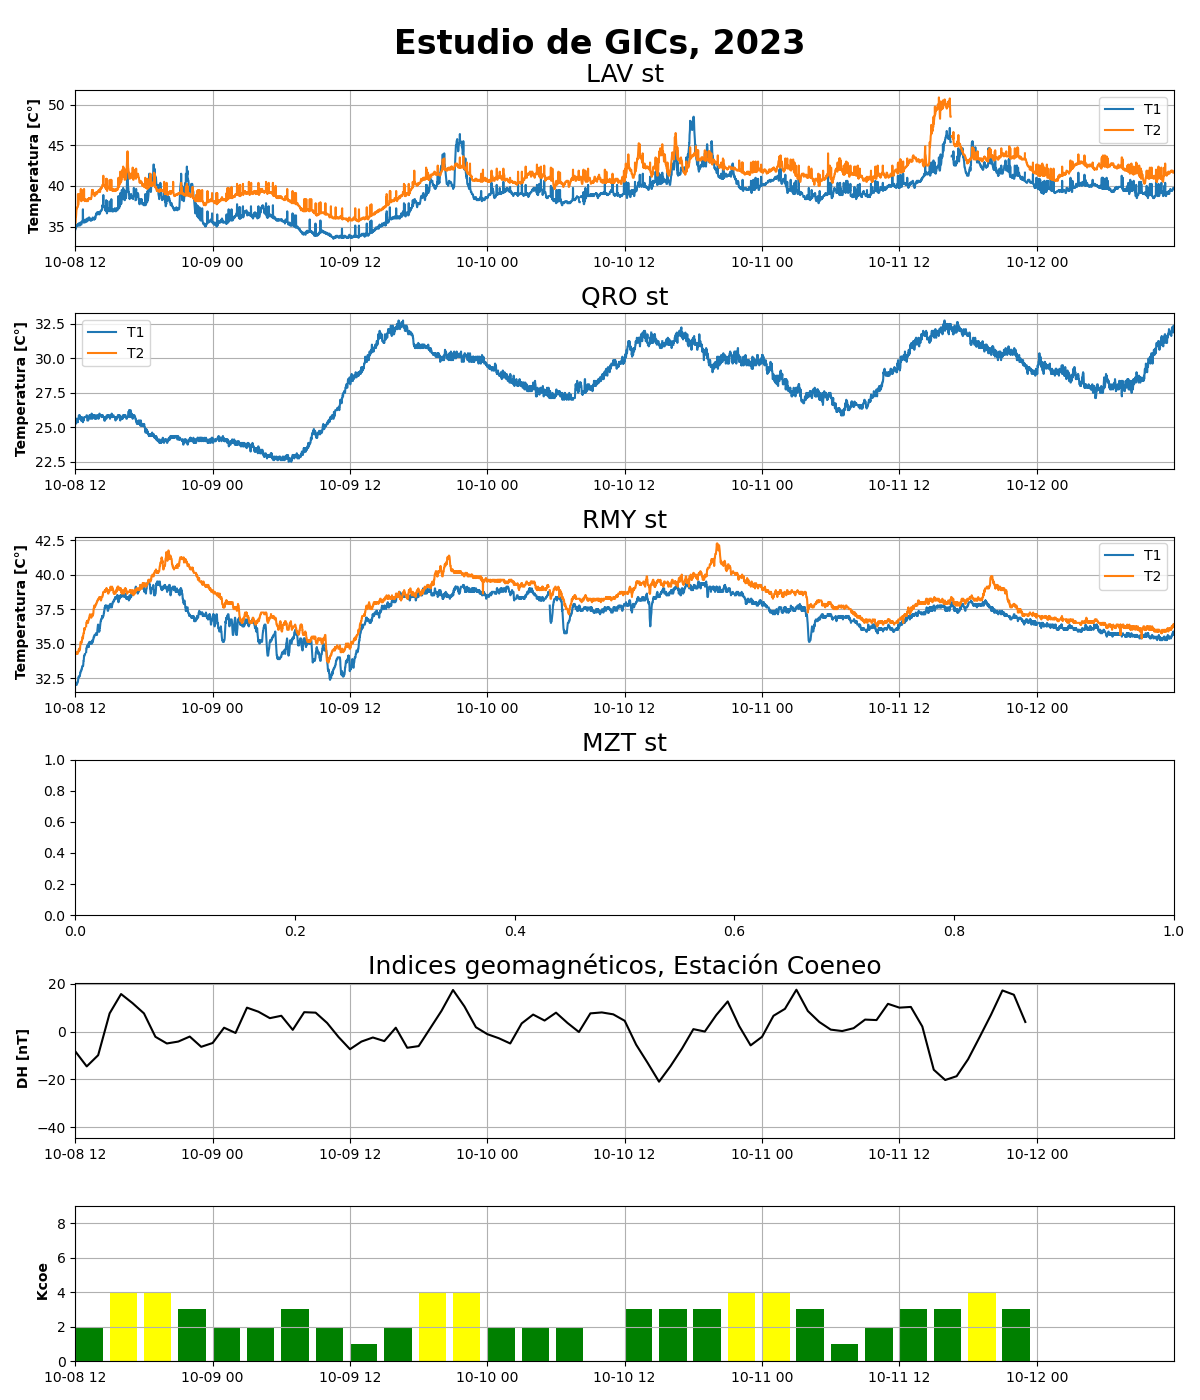 Estudio de GICs, 2023
LAV st
Temperatura [C°]
50
45
40
35
T1
T2
10-08 12 10-09 00 10-09 12 10-10 00 10-10 12 10-11 00 10-11 12 10-12 00
QRO st
Temperatura [C°]
32.5
30.0
27.5
25.0
22.5
T1
T2
10-08 12 10-09 00 10-09 12 10-10 00 10-10 12 10-11 00 10-11 12 10-12 00
RMY st
Temperatura [C°]
42.5
40.0
37.5
35.0
32.5
T1
T2
10-08 12 10-09 00 10-09 12 10-10 00 10-10 12 10-11 00 10-11 12 10-12 00
MZT st
1.0
0.8
0.6
0.4
0.2
0.0
0.0 0.2 0.4 0.6 0.8 1.0
Indices geomagnéticos, Estación Coeneo
DH [nT]
20
0
−20
−40
10-08 12 10-09 00 10-09 12 10-10 00 10-10 12 10-11 00 10-11 12 10-12 00
Kcoe
8
6
4
2
0
10-08 12 10-09 00 10-09 12 10-10 00 10-10 12 10-11 00 10-11 12 10-12 00